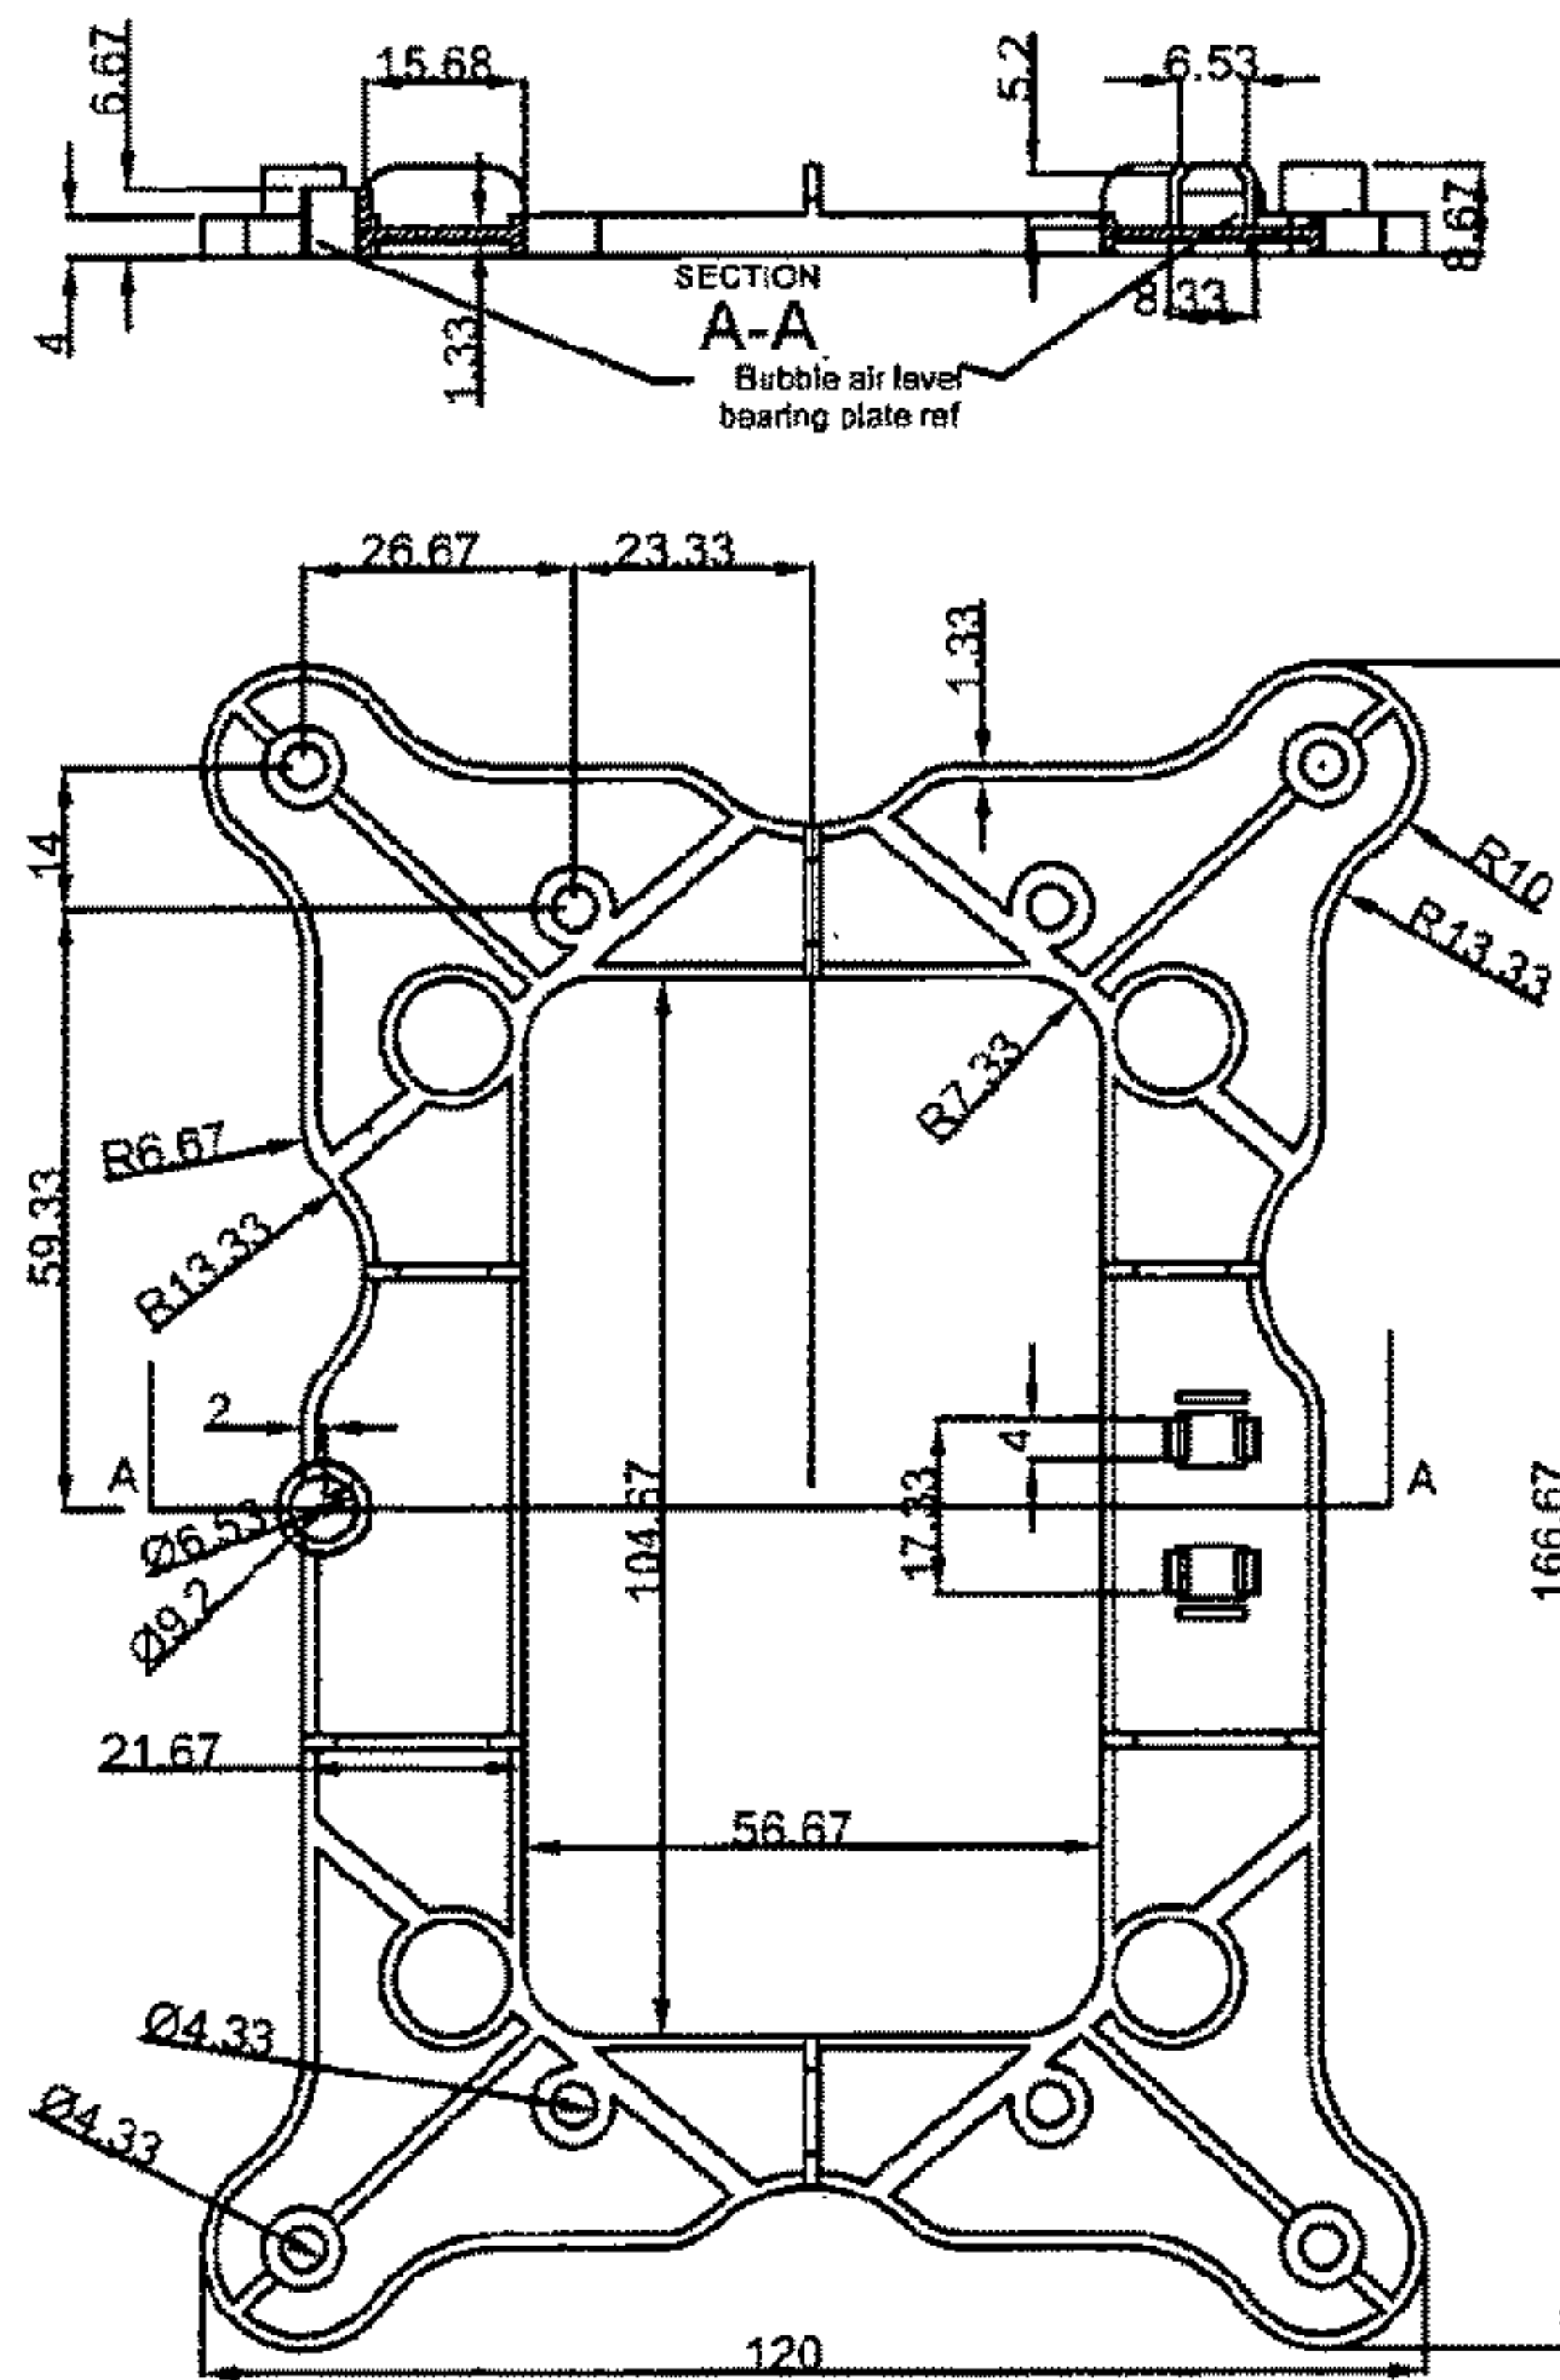 6.67
15.68
5.2
6.53
8.67
4
1.33
8.33
SECTION
A-A
Bubble air level
bearing plate ref
26.67
23.33
1.33
14
R10
R13.33
R7.33
R6.67
R13.33
59.33
2
A
A
4
17.33
104.67
166.67
Ø6.53
Ø9.2
21.67
56.67
Ø4.33
Ø4.33
120